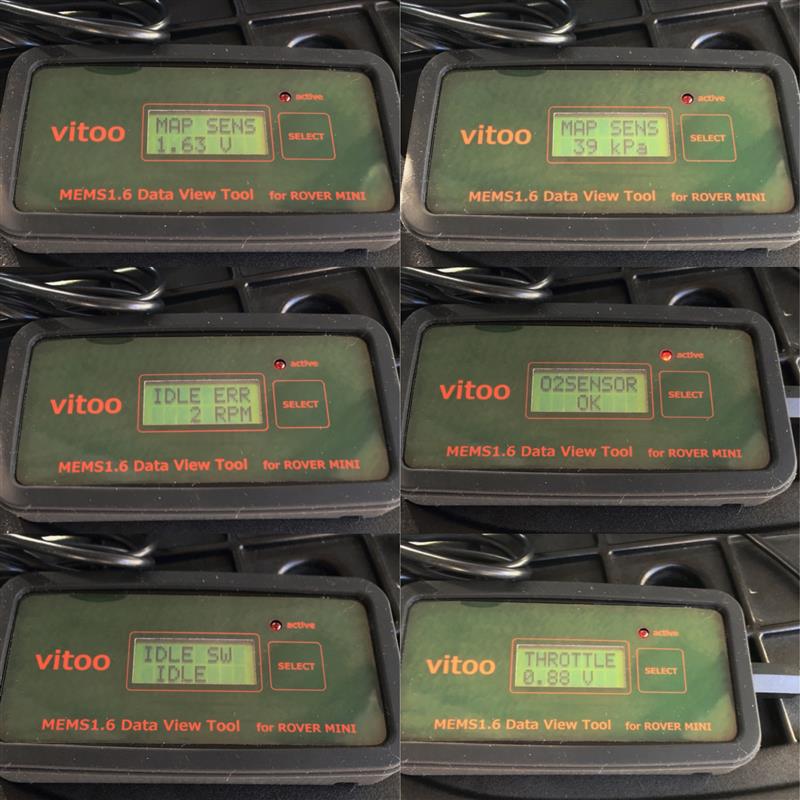 active
vitoo
MAP SENS
1.63 V
SELECT
MEMS1.6 Data View Tool for ROVER MINI
active
vitoo
MAP SENS
39 kPa
SELECT
MEMS1.6 Data View Tool for ROVER MINI
active
vitoo
IDLE ERR
2 RPM
SELECT
MEMS1.6 Data View Tool for ROVER MINI
active
vitoo
O2SENSOR
OK
SELECT
MEMS1.6 Data View Tool for ROVER MINI
active
vitoo
IDLE SW
IDLE
SELECT
MEMS1.6 Data View Tool for ROVER MINI
active
vitoo
THROTTLE
0.88 V
SELECT
MEMS1.6 Data View Tool for ROVER MINI